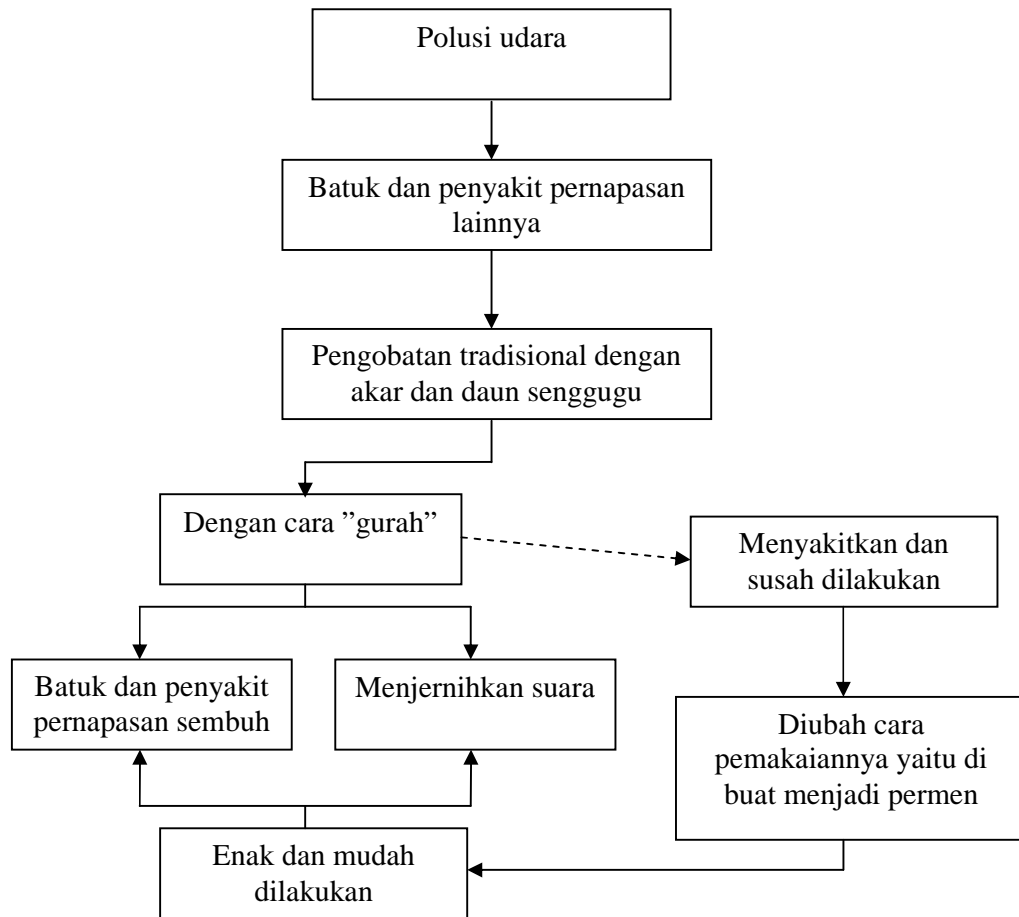 Polusi udara
Batuk dan penyakit pernapasan
lainnya
Pengobatan tradisional dengan
akar dan daun senggugu
Dengan cara ”gurah”
Menyakitkan dan
susah dilakukan
Batuk dan penyakit
pernapasan sembuh
Menjernihkan suara
Diubah cara
pemakaiannya yaitu di
buat menjadi permen
Enak dan mudah
dilakukan